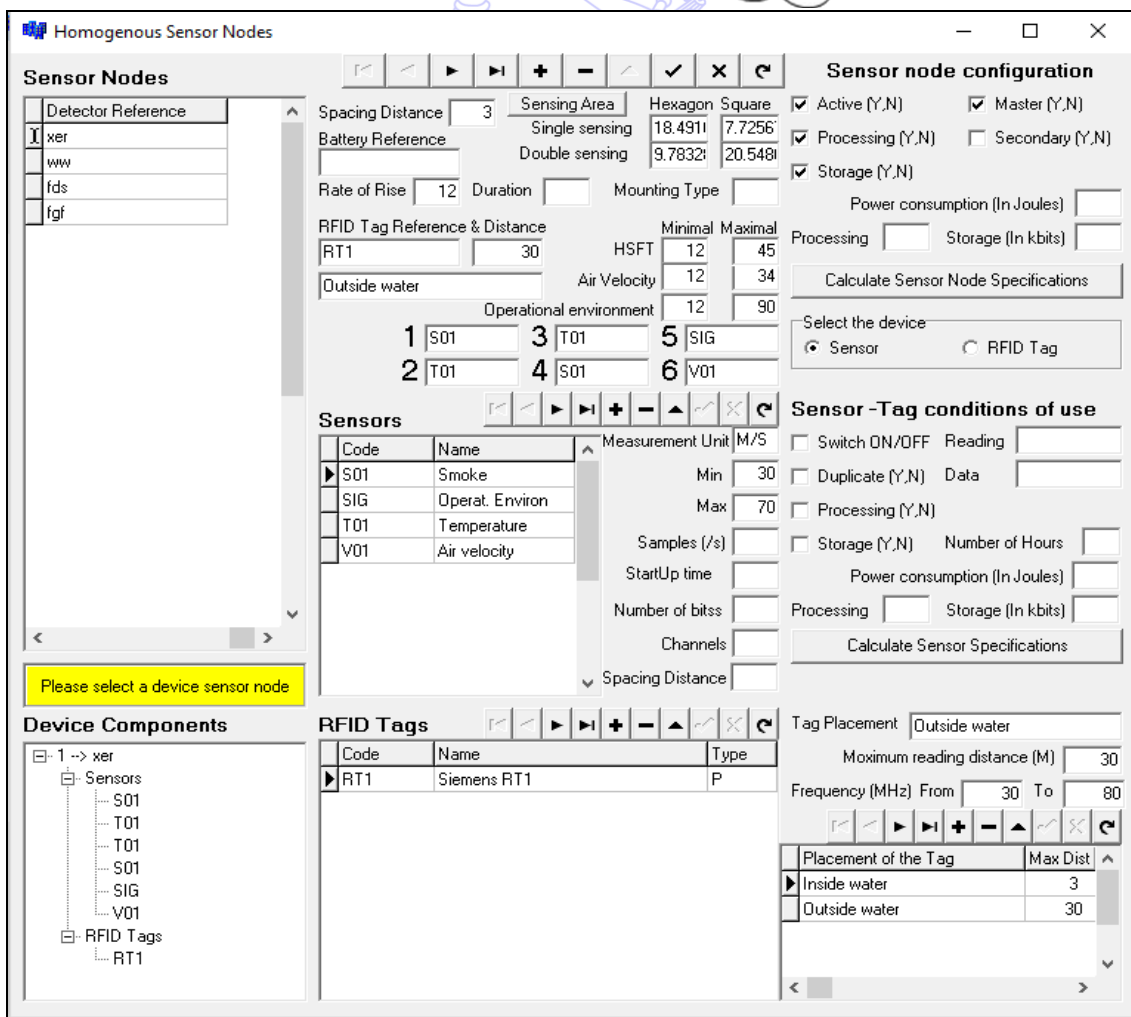 Homogenous Sensor Nodes
Sensor Nodes
Detector Reference
xer
ww
fds
fgf
Please select a device sensor node
Spacing Distance 3 Sensing Area Hexagon Square
Single sensing 18.491 7.7256
Battery Reference
Double sensing 9.7832 20.548
Rate of Rise 12 Duration Mounting Type
RFID Tag Reference & Distance Minimal Maximal
RT1 30 HSFT 12 45
Outside water Air Velocity 12 34
Operational environment 12 90
1 S01 3 T01 5 SIG
2 T01 4 S01 6 V01
Sensor node configuration
Active (Y,N) Master (Y,N)
Processing (Y,N) Secondary (Y,N)
Storage (Y,N)
Power consumption (In Joules)
Processing Storage (In kbits)
Calculate Sensor Node Specifications
Select the device
Sensor RFID Tag
Sensors
Code Name
S01 Smoke
SIG Operat. Environ
T01 Temperature
V01 Air velocity
Measurement Unit M/S
Min 30
Max 70
Samples (/s)
StartUp time
Number of bitss
Channels
Spacing Distance
Sensor -Tag conditions of use
Switch ON/OFF Reading
Duplicate (Y,N) Data
Processing (Y,N)
Storage (Y,N) Number of Hours
Power consumption (In Joules)
Processing Storage (In kbits)
Calculate Sensor Specifications
Device Components
1 --> xer
Sensors
S01
T01
T01
S01
SIG
V01
RFID Tags
RT1
RFID Tags
Code Name Type
RT1 Siemens RT1 P
Tag Placement Outside water
Maximum reading distance (M) 30
Frequency (MHz) From 30 To 80
Placement of the Tag Max Dist
Inside water 3
Outside water 30